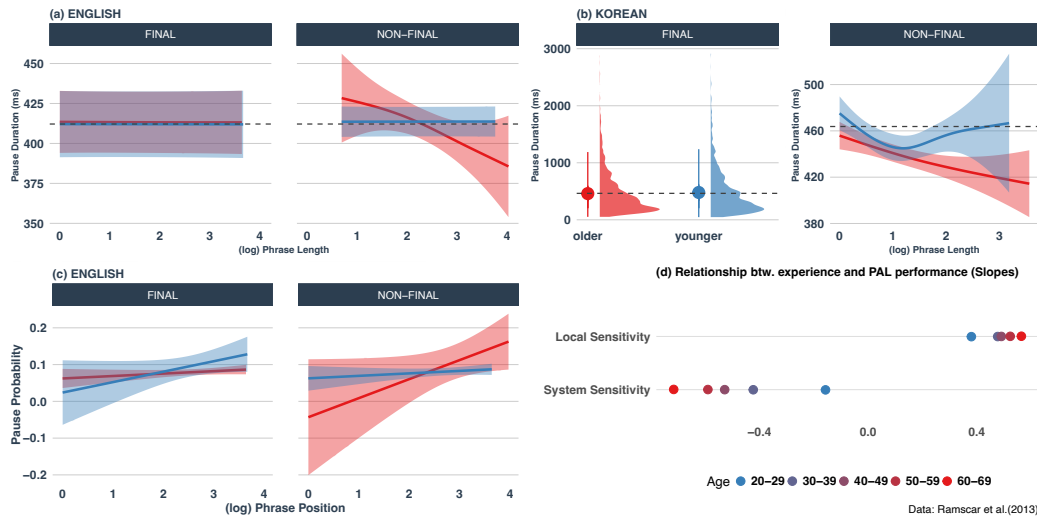 (a) ENGLISH
FINAL
NON−FINAL
Pause Duration (ms)
450
425
400
375
350
0 1 2 3 4
0 1 2 3 4
(log) Phrase Length
(b) KOREAN
FINAL
NON−FINAL
Pause Duration (ms)
3000
2000
1000
0
older younger
Pause Duration (ms)
500
460
420
380
0 1 2 3
(log) Phrase Length
(c) ENGLISH
FINAL
NON−FINAL
Pause Probability
0.2
0.1
0.0
−0.1
−0.2
0 1 2 3 4
0 1 2 3 4
(log) Phrase Position
(d) Relationship btw. experience and PAL performance (Slopes)
Local Sensitivity
System Sensitivity
−0.4 0.0 0.4
Age 20−29 30−39 40−49 50−59 60−69
Data: Ramscar et al.(2013)